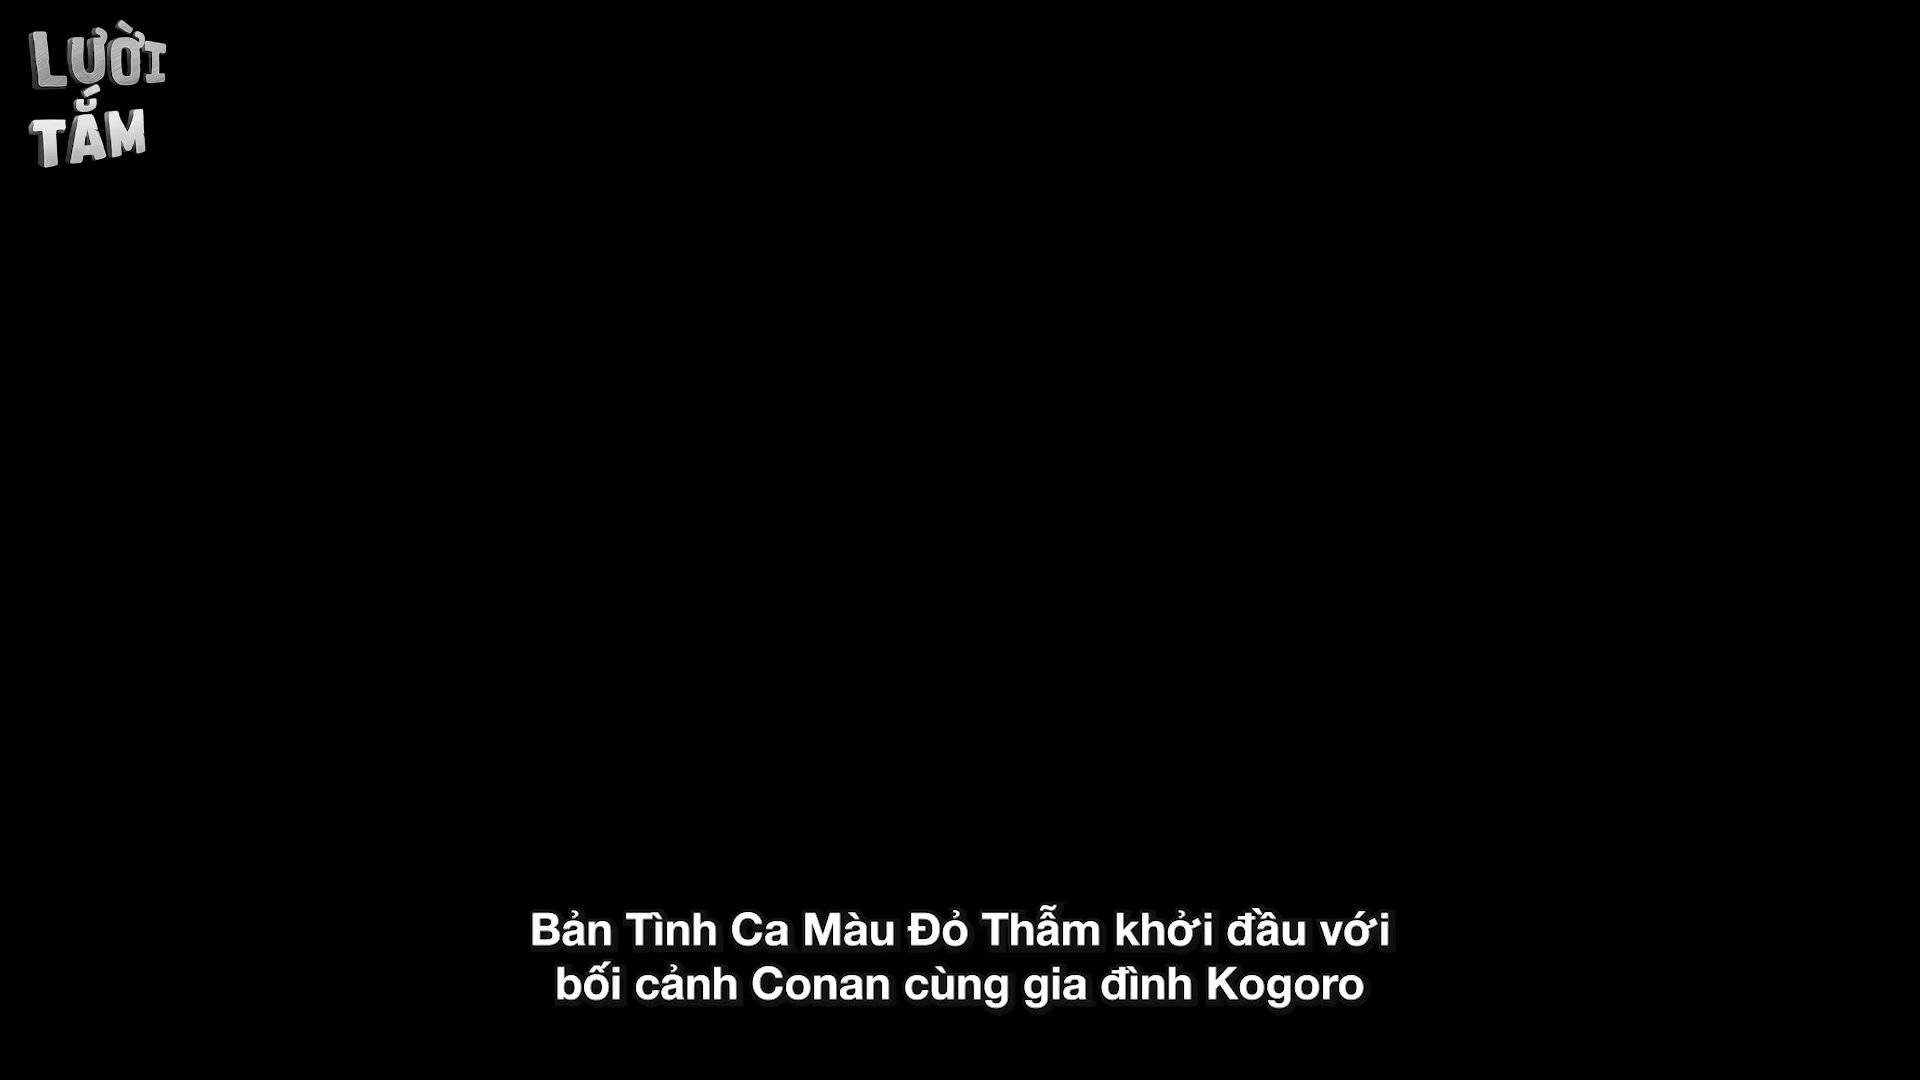 LƯỜI
TẮM
Bản Tình Ca Màu Đỏ Thẫm khởi đầu với
bối cảnh Conan cùng gia đình Kogoro